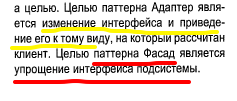 а целью. Целью паттерна Адаптер явля-
ется изменение интерфейса и приведе-
ние его к тому виду, на который рассчитан
клиент. Целью паттерна Фасад является
упрощение интерфейса подсистемы.